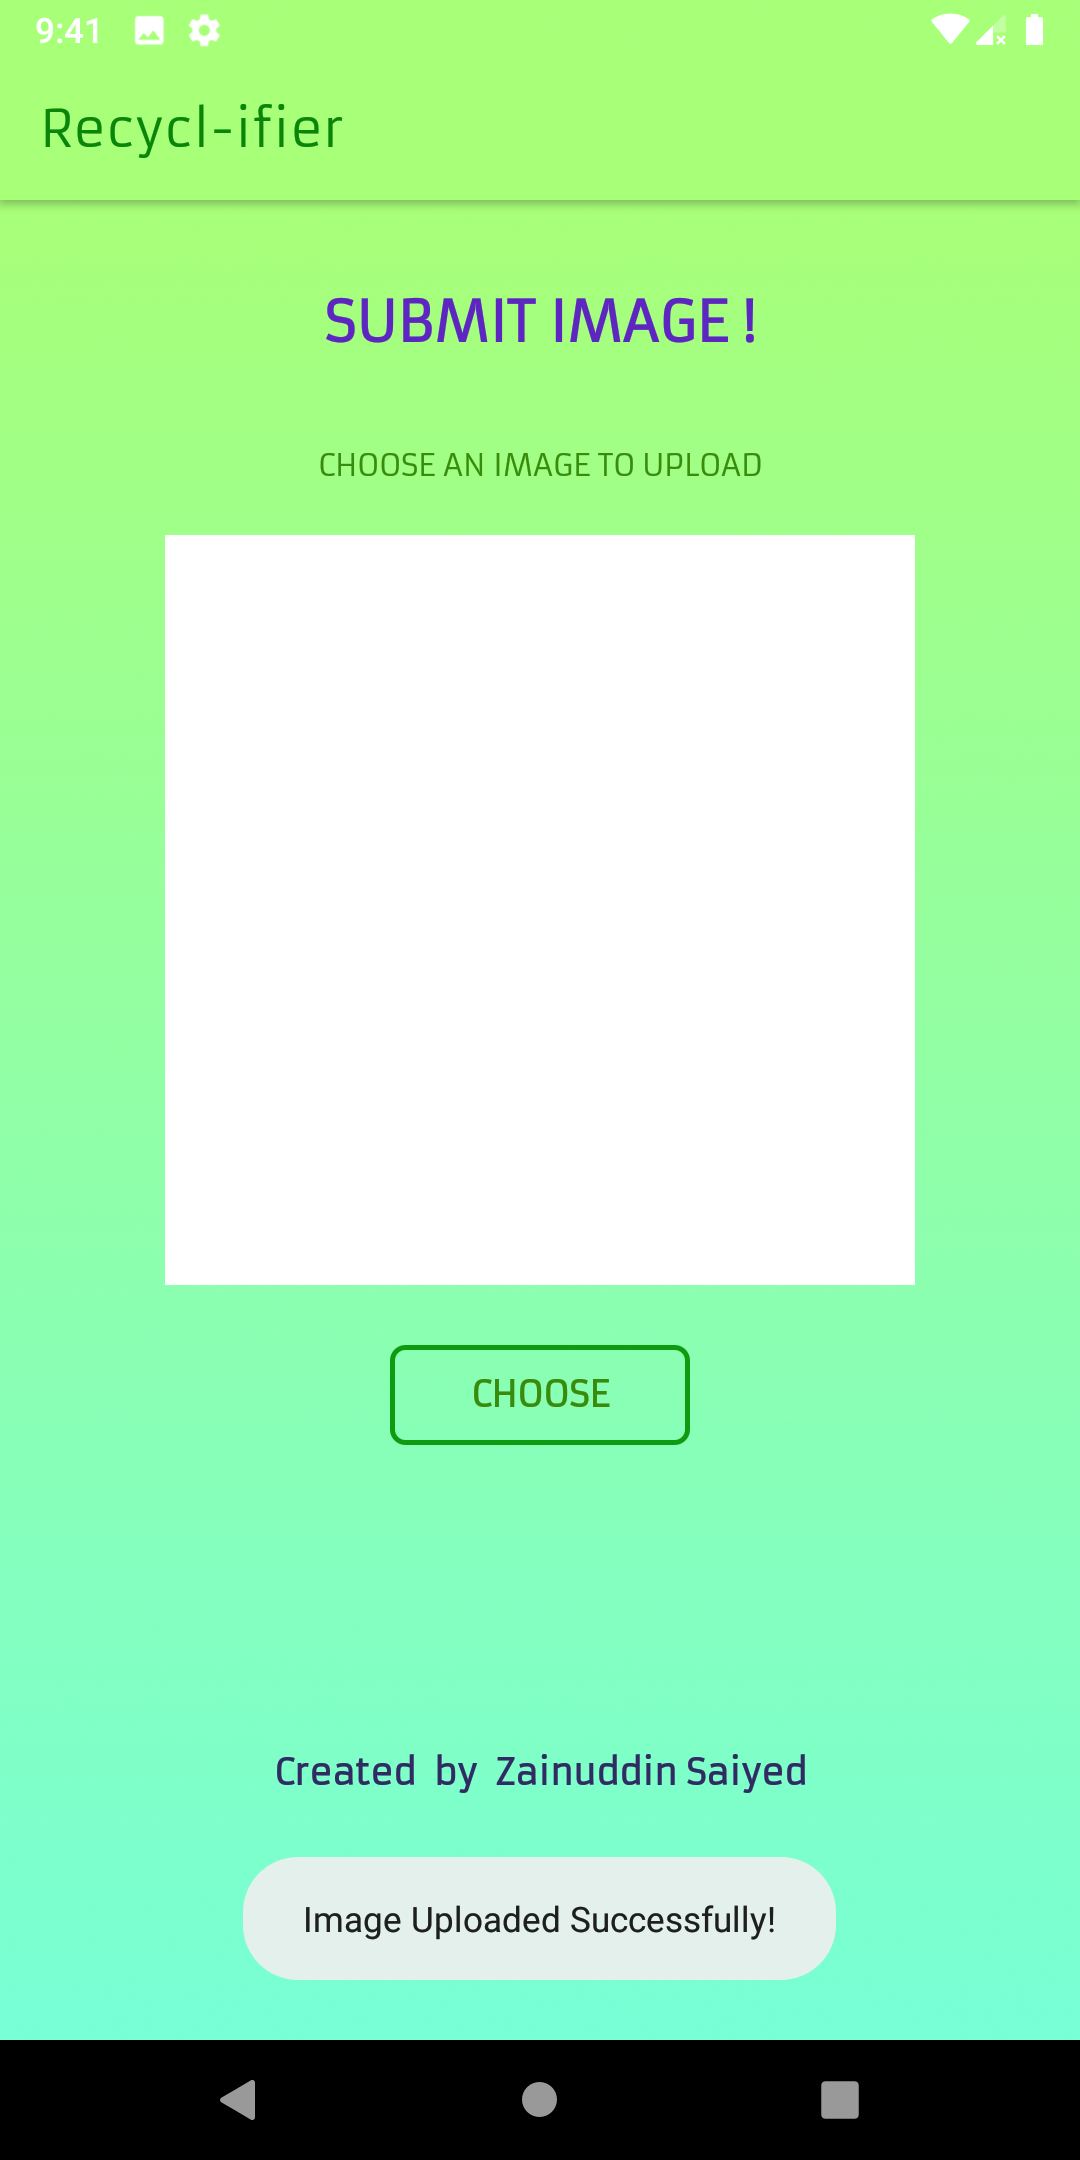 9:41
Recycl-ifier
SUBMIT IMAGE !
CHOOSE AN IMAGE TO UPLOAD
CHOOSE
Created by Zainuddin Saiyed
Image Uploaded Successfully!